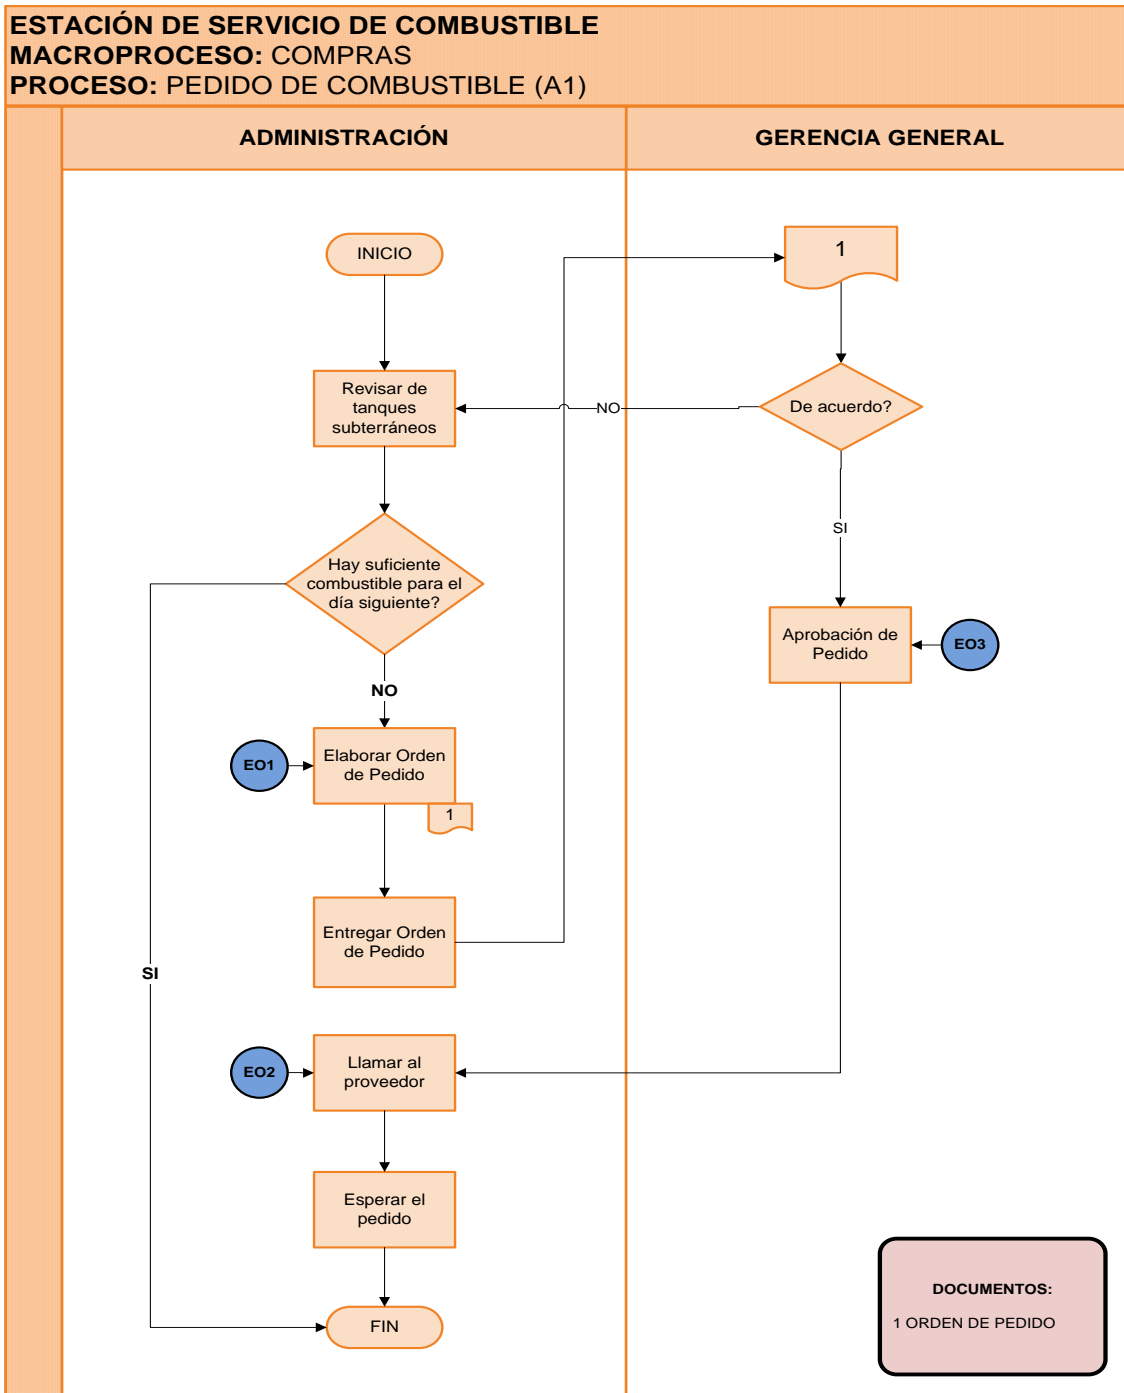 ESTACIÓN DE SERVICIO DE COMBUSTIBLE
MACROPROCESO: COMPRAS
PROCESO: PEDIDO DE COMBUSTIBLE (A1)
ADMINISTRACIÓN
GERENCIA GENERAL
INICIO
1
Revisar de
tanques
subterráneos
NO
De acuerdo?
SI
Hay suficiente
combustible para el
día siguiente?
NO
Aprobación de
Pedido
EO3
EO1
Elaborar Orden
de Pedido
1
Entregar Orden
de Pedido
SI
EO2
Llamar al
proveedor
Esperar el
pedido
FIN
DOCUMENTOS:
1 ORDEN DE PEDIDO